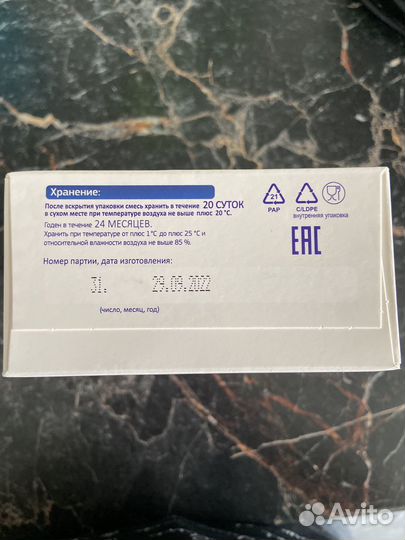 Хранение:
После вскрытия упаковки смесь хранить в течение 20 СУТОК
в сухом месте при температуре воздуха не выше плюс 20 °С.
Годен в течение 24 МЕСЯЦЕВ.
Хранить при температуре от плюс 1°С до плюс 25 °С и
относительной влажности воздуха не выше 85 %.
Номер партии, дата изготовления:
31. 29.09.2022
(число, месяц, год)
21
PAP
C/LDPE
внутренняя упаковка
EAC
Avito